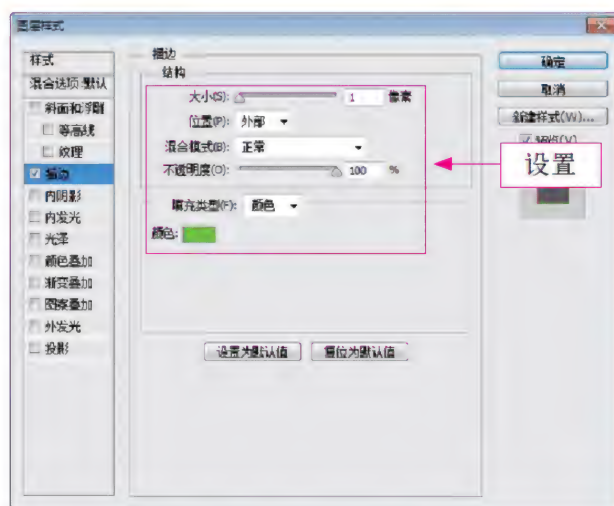 图层样式
样式
混合选项:默认
斜面和浮雕
等高线
纹理
描边
内阴影
内发光
光泽
颜色叠加
渐变叠加
图案叠加
外发光
投影
描边
结构
大小(S): 1 像素
位置(P): 外部
混合模式(B): 正常
不透明度(O): 100 %
填充类型(F): 颜色
颜色:
设置为默认值 复位为默认值
确定
取消
新建样式(W)...
预览(V)
设置